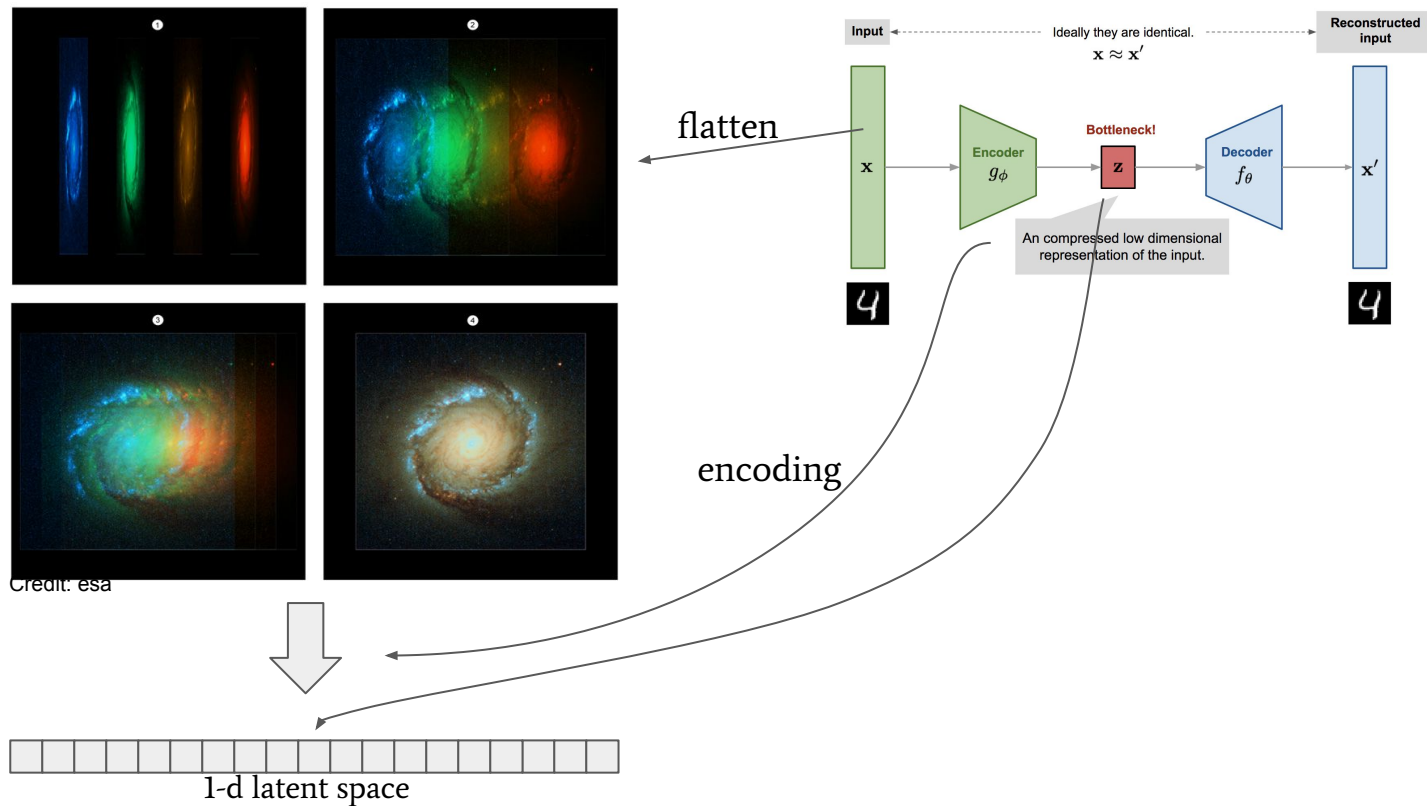 1
2
3
4
Credit: esa
flatten
encoding
1-d latent space
Input
Ideally they are identical.
x ≈ x′
Reconstructed
input
x
Encoder
gϕ
Bottleneck!
z
Decoder
fθ
x′
An compressed low dimensional
representation of the input.
4
4